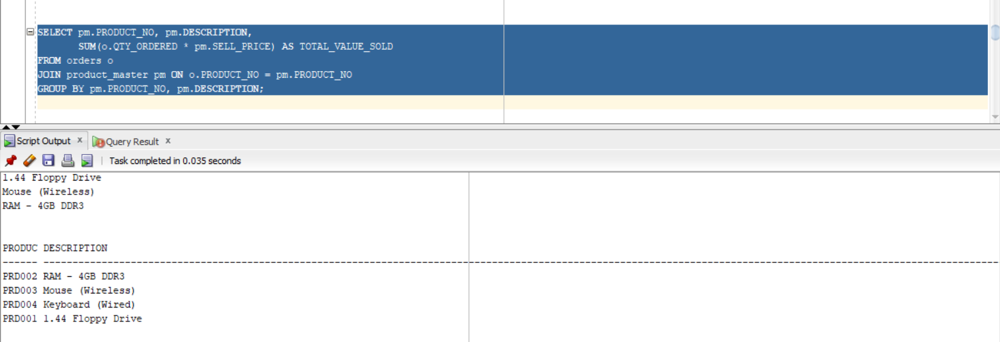 SELECT pm.PRODUCT_NO, pm.DESCRIPTION,
       SUM(o.QTY_ORDERED * pm.SELL_PRICE) AS TOTAL_VALUE_SOLD
FROM orders o
JOIN product_master pm ON o.PRODUCT_NO = pm.PRODUCT_NO
GROUP BY pm.PRODUCT_NO, pm.DESCRIPTION;
Script Output x Query Result x
Task completed in 0.035 seconds
1.44 Floppy Drive
Mouse (Wireless)
RAM - 4GB DDR3
PRODUC DESCRIPTION
PRD002 RAM - 4GB DDR3
PRD003 Mouse (Wireless)
PRD004 Keyboard (Wired)
PRD001 1.44 Floppy Drive